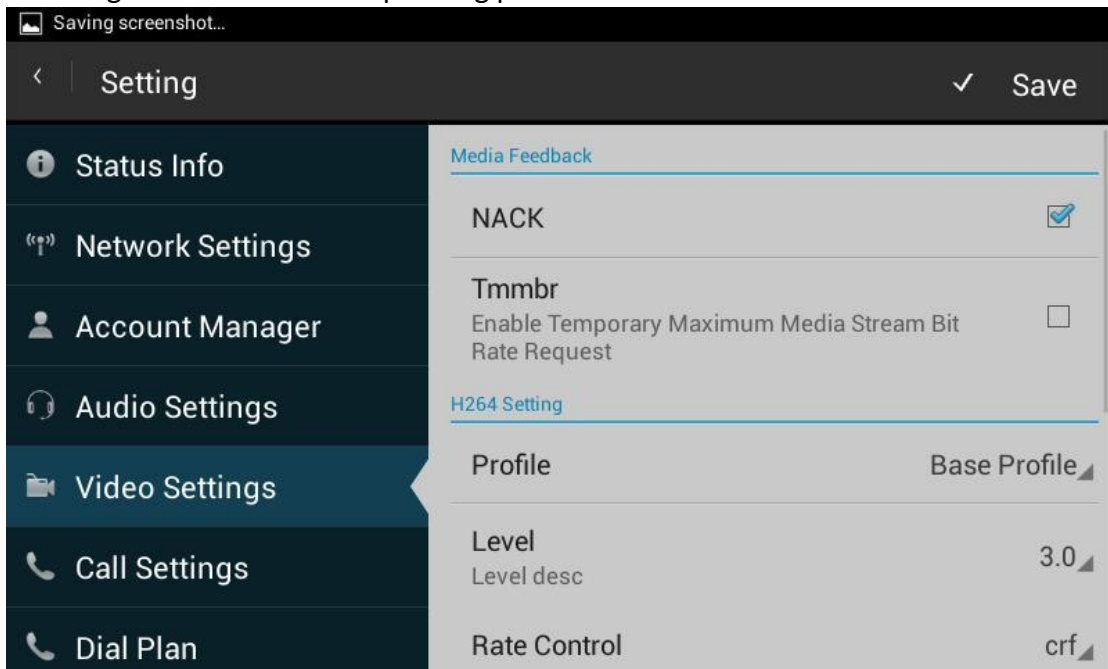 Saving screenshot...
Setting
Save
Status Info
Network Settings
Account Manager
Audio Settings
Video Settings
Call Settings
Dial Plan
Media Feedback
NACK
Tmmbr
Enable Temporary Maximum Media Stream Bit
Rate Request
H264 Setting
Profile
Base Profile
Level
Level desc
3.0
Rate Control
crf